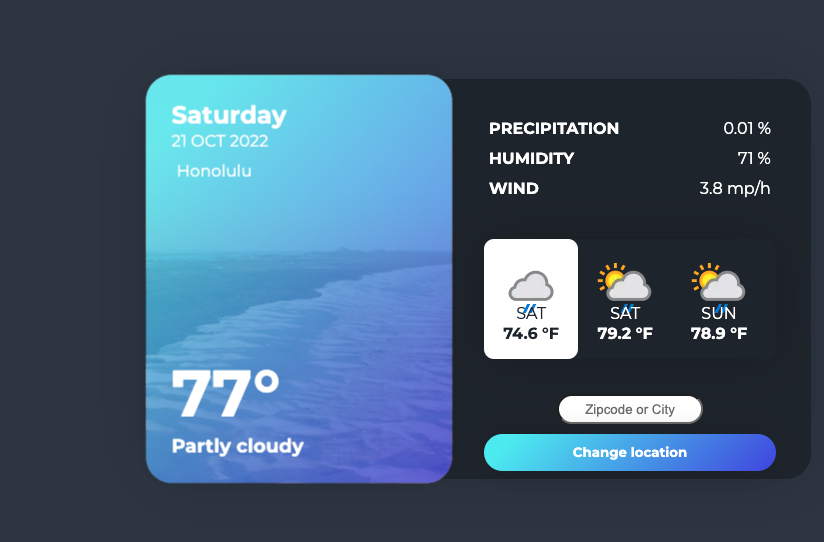 Saturday
21 OCT 2022
Honolulu
77°
Partly cloudy
PRECIPITATION 0.01 %
HUMIDITY 71 %
WIND 3.8 mp/h
SAT SAT SUN
74.6 °F 79.2 °F 78.9 °F
Zipcode or City
Change location